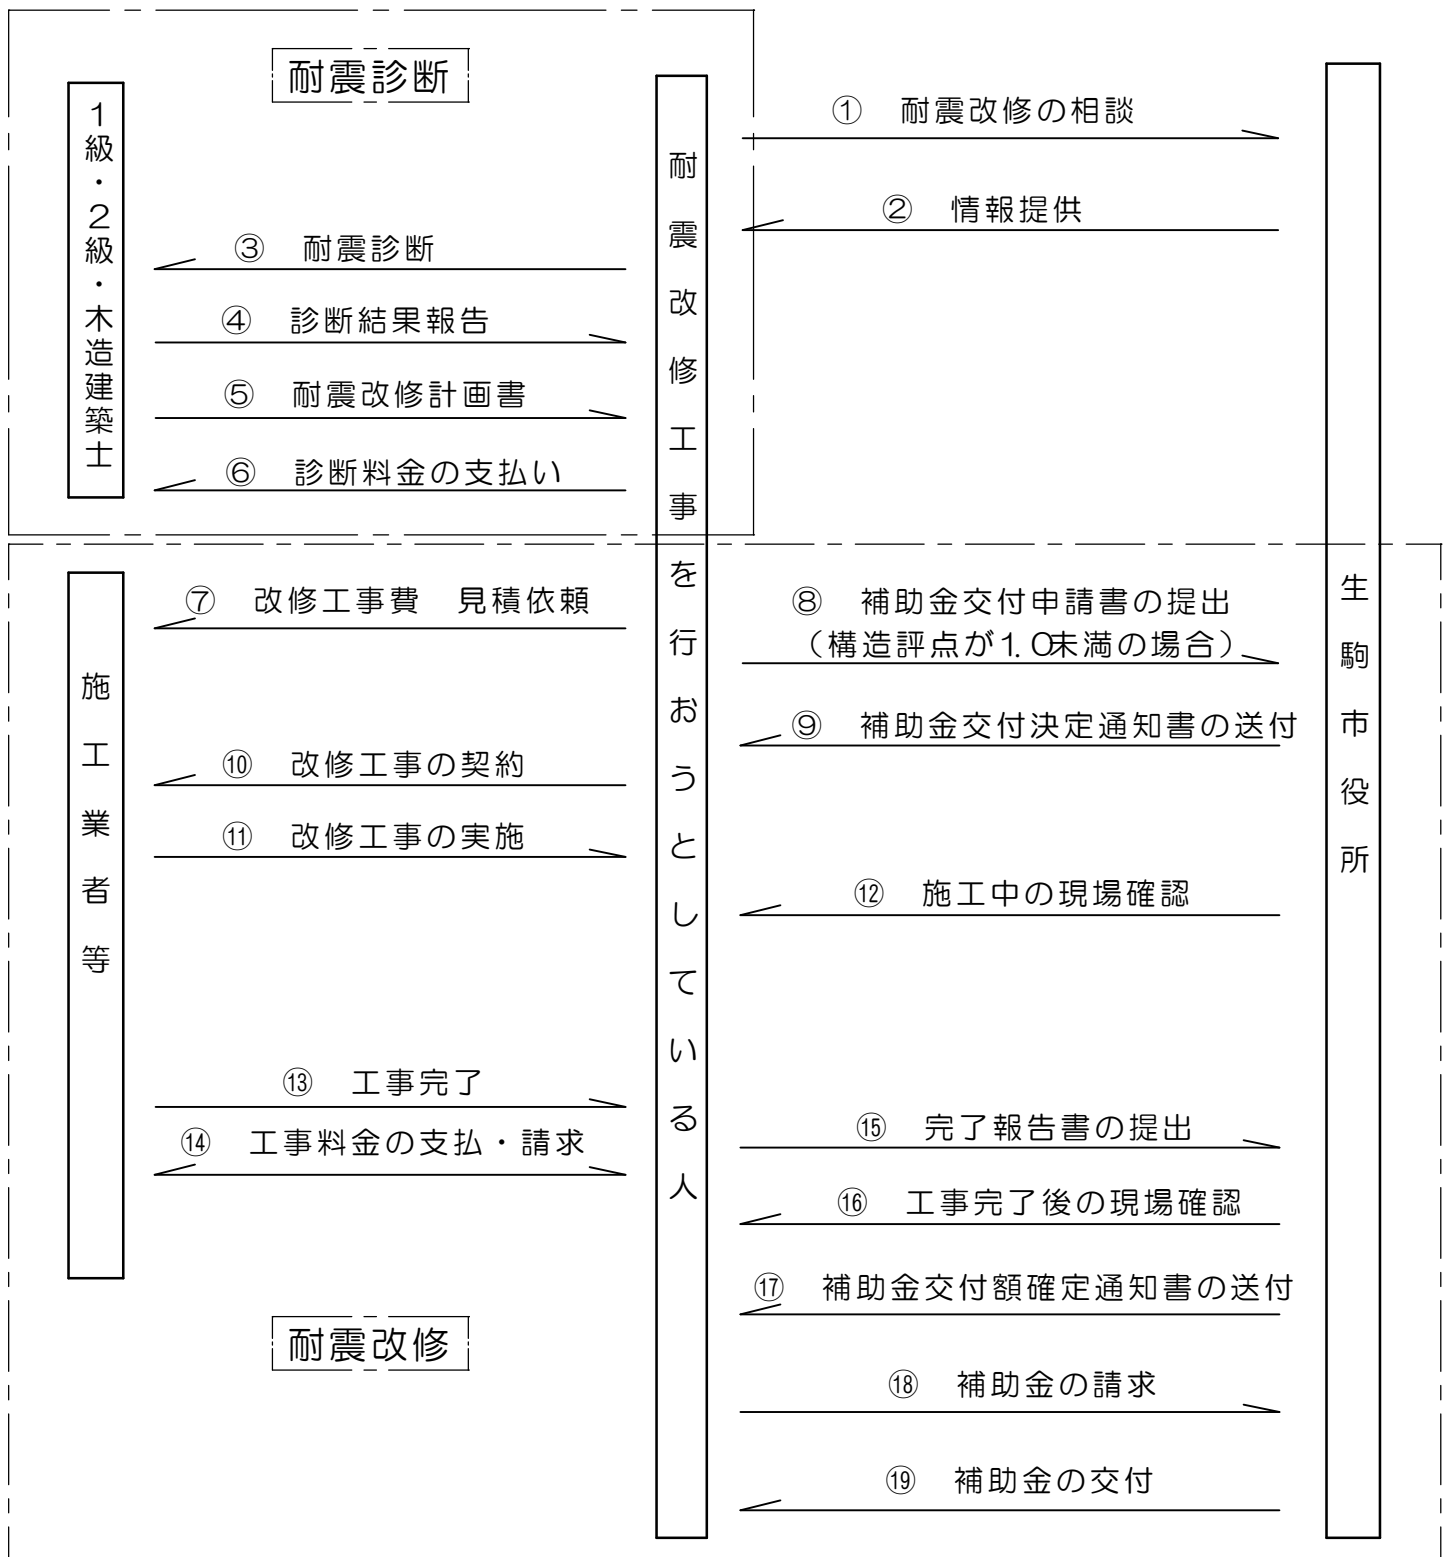 耐震診断
1級・2級・木造建築士
耐震改修工事を行おうとしている人
生駒市役所
① 耐震改修の相談
② 情報提供
③ 耐震診断
④ 診断結果報告
⑤ 耐震改修計画書
⑥ 診断料金の支払い
施工業者等
⑦ 改修工事費 見積依頼
⑧ 補助金交付申請書の提出
（構造評点が1.0未満の場合）
⑨ 補助金交付決定通知書の送付
⑩ 改修工事の契約
⑪ 改修工事の実施
⑫ 施工中の現場確認
⑬ 工事完了
⑭ 工事料金の支払・請求
⑮ 完了報告書の提出
⑯ 工事完了後の現場確認
⑰ 補助金交付額確定通知書の送付
耐震改修
⑱ 補助金の請求
⑲ 補助金の交付